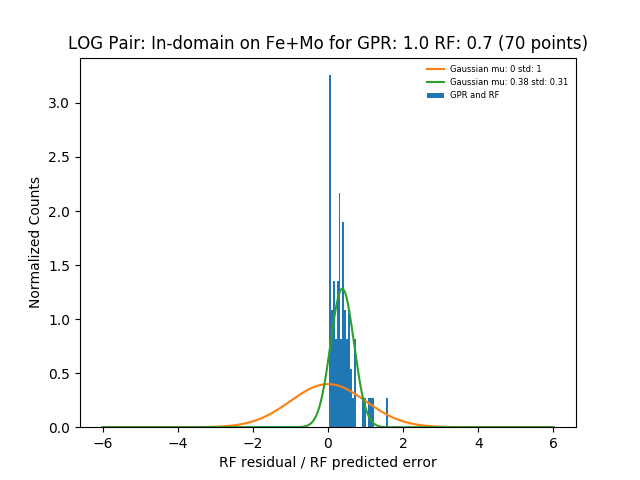 LOG Pair: In-domain on Fe+Mo for GPR: 1.0 RF: 0.7 (70 points)
Gaussian mu: 0 std: 1
Gaussian mu: 0.38 std: 0.31
GPR and RF
Normalized Counts
3.0
2.5
2.0
1.5
1.0
0.5
0.0
−6 −4 −2 0 2 4 6
RF residual / RF predicted error